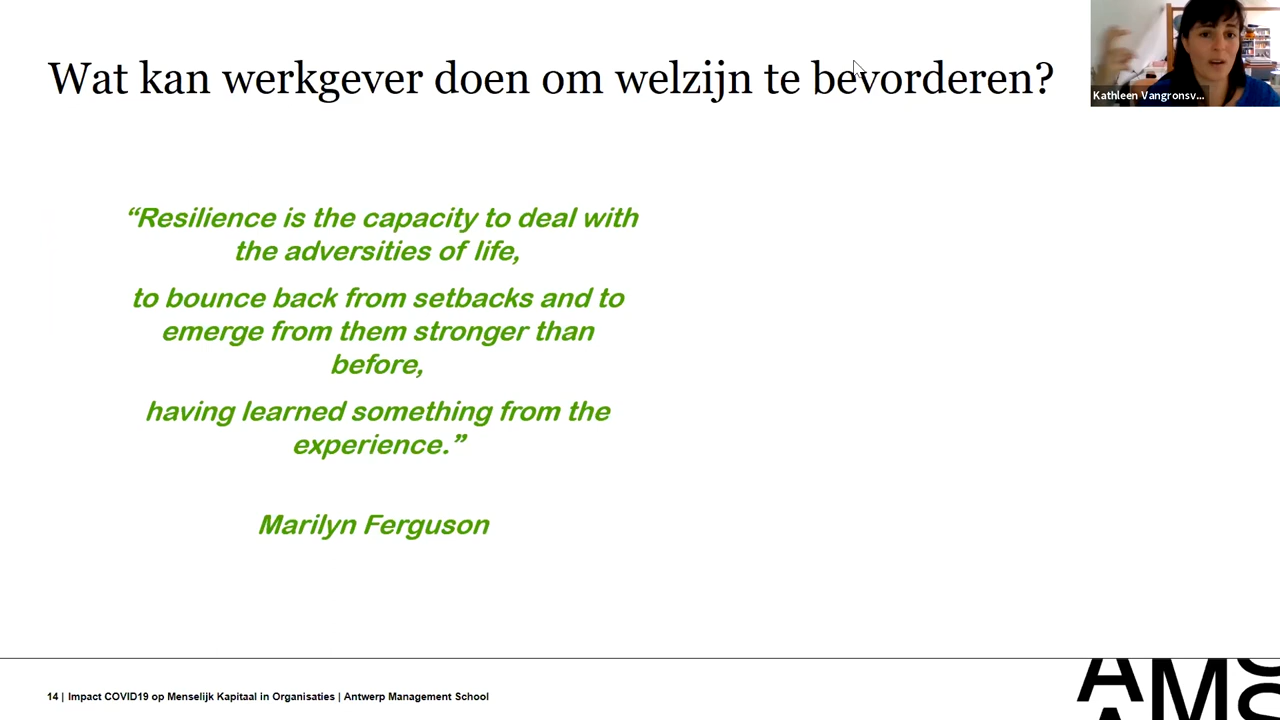 Wat kan werkgever doen om welzijn te bevorderen?
Kathleen Vangronsv...
“Resilience is the capacity to deal with
the adversities of life,
to bounce back from setbacks and to
emerge from them stronger than
before,
having learned something from the
experience.”
Marilyn Ferguson
14 | Impact COVID19 op Menselijk Kapitaal in Organisaties | Antwerp Management School
AMS